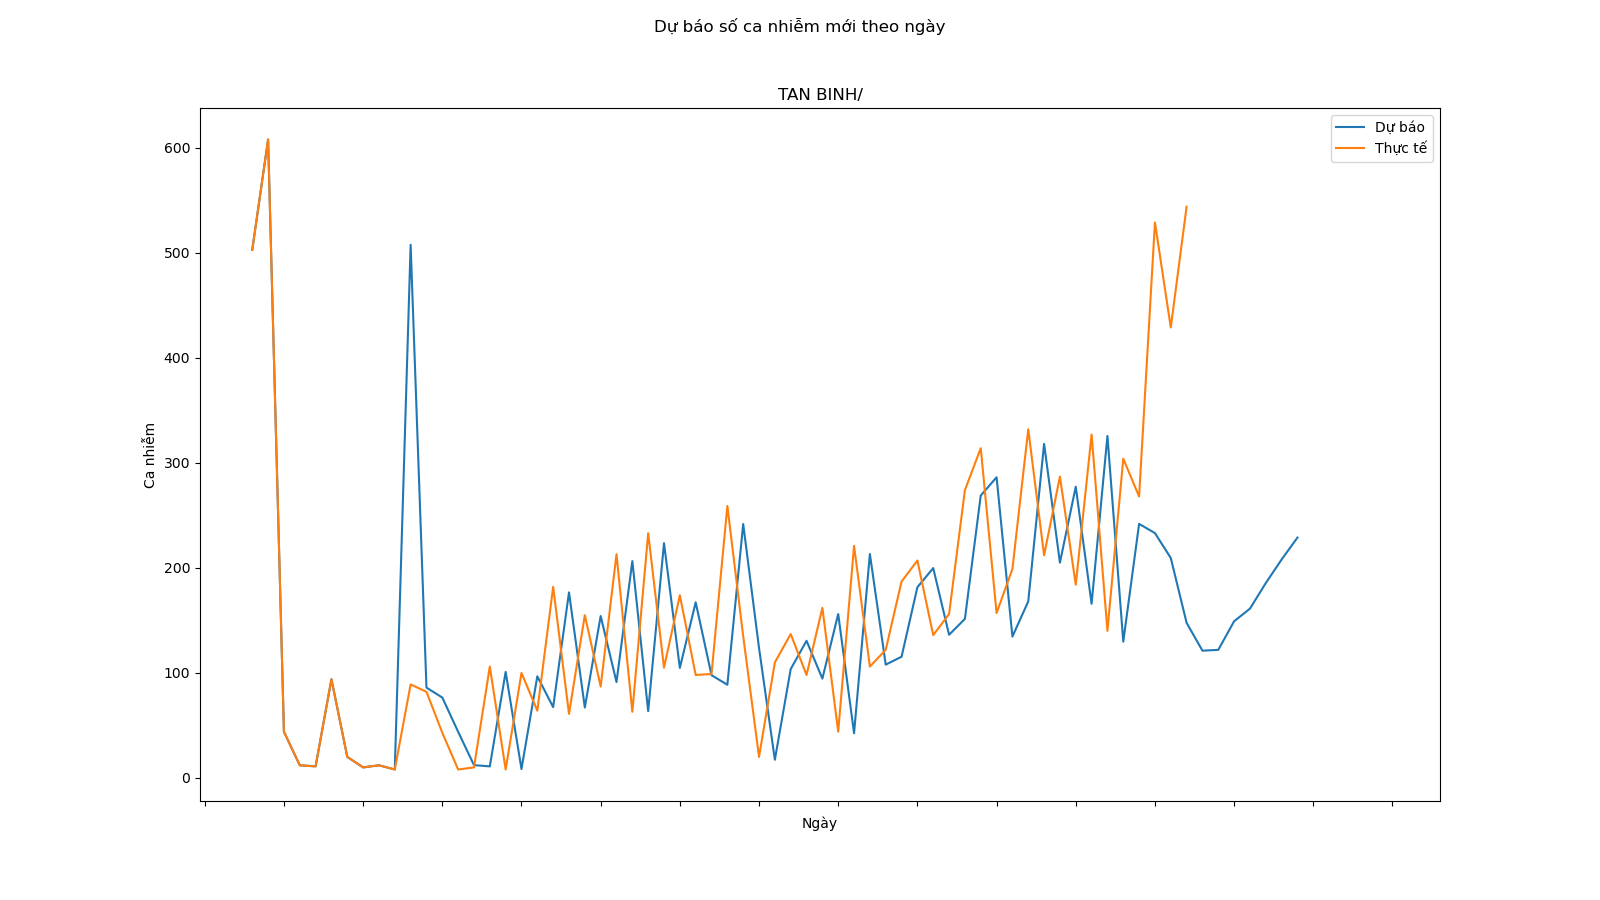 Dự báo số ca nhiễm mới theo ngày
TAN BINH/
Dự báo
Thực tế
600
500
400
300
200
100
0
Ca nhiễm
Ngày